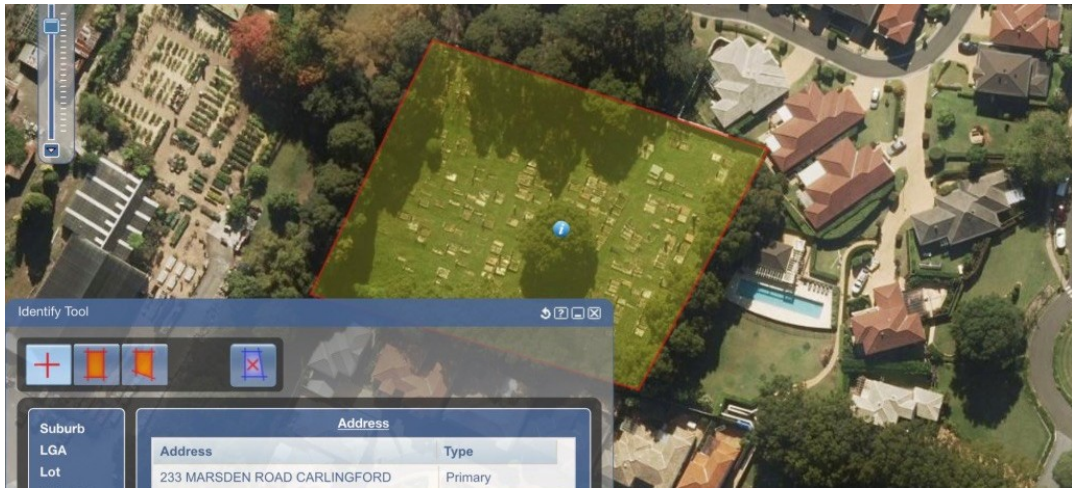 Identify Tool
Suburb
LGA
Lot
Address
Address Type
233 MARSDEN ROAD CARLINGFORD Primary